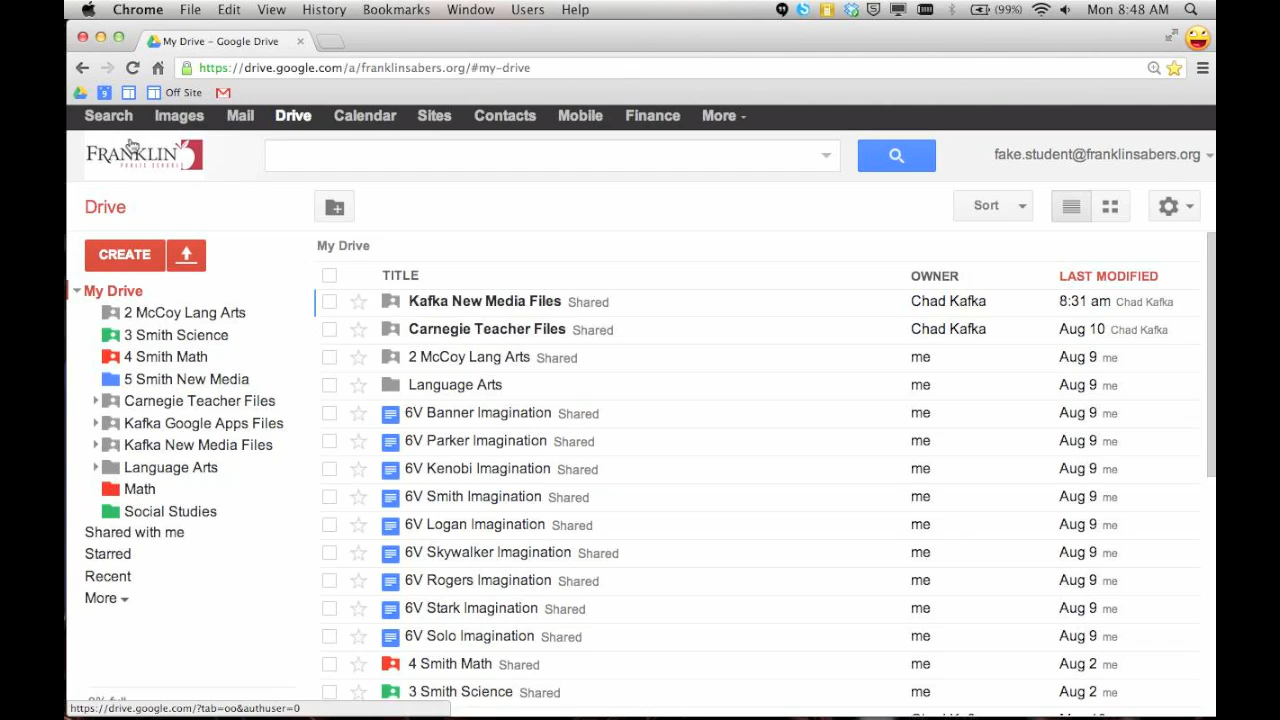 Chrome File Edit View History Bookmarks Window Users Help (99%) Mon 8:48 AM
My Drive – Google Drive
https://drive.google.com/a/franklinsabers.org/#my-drive
9 Off Site
Search Images Mail Drive Calendar Sites Contacts Mobile Finance More
FRANKLIN
PUBLIC SCHOOLS
fake.student@franklinsabers.org
Drive
Sort
CREATE
My Drive
2 McCoy Lang Arts
3 Smith Science
4 Smith Math
5 Smith New Media
Carnegie Teacher Files
Kafka Google Apps Files
Kafka New Media Files
Language Arts
Math
Social Studies
Shared with me
Starred
Recent
More
My Drive
TITLE OWNER LAST MODIFIED
Kafka New Media Files Shared Chad Kafka 8:31 am Chad Kafka
Carnegie Teacher Files Shared Chad Kafka Aug 10 Chad Kafka
2 McCoy Lang Arts Shared me Aug 9 me
Language Arts me Aug 9 me
6V Banner Imagination Shared me Aug 9 me
6V Parker Imagination Shared me Aug 9 me
6V Kenobi Imagination Shared me Aug 9 me
6V Smith Imagination Shared me Aug 9 me
6V Logan Imagination Shared me Aug 9 me
6V Skywalker Imagination Shared me Aug 9 me
6V Rogers Imagination Shared me Aug 9 me
6V Stark Imagination Shared me Aug 9 me
6V Solo Imagination Shared me Aug 9 me
4 Smith Math Shared me Aug 2 me
3 Smith Science Shared me Aug 2 me
https://drive.google.com/?tab=oo&authuser=0